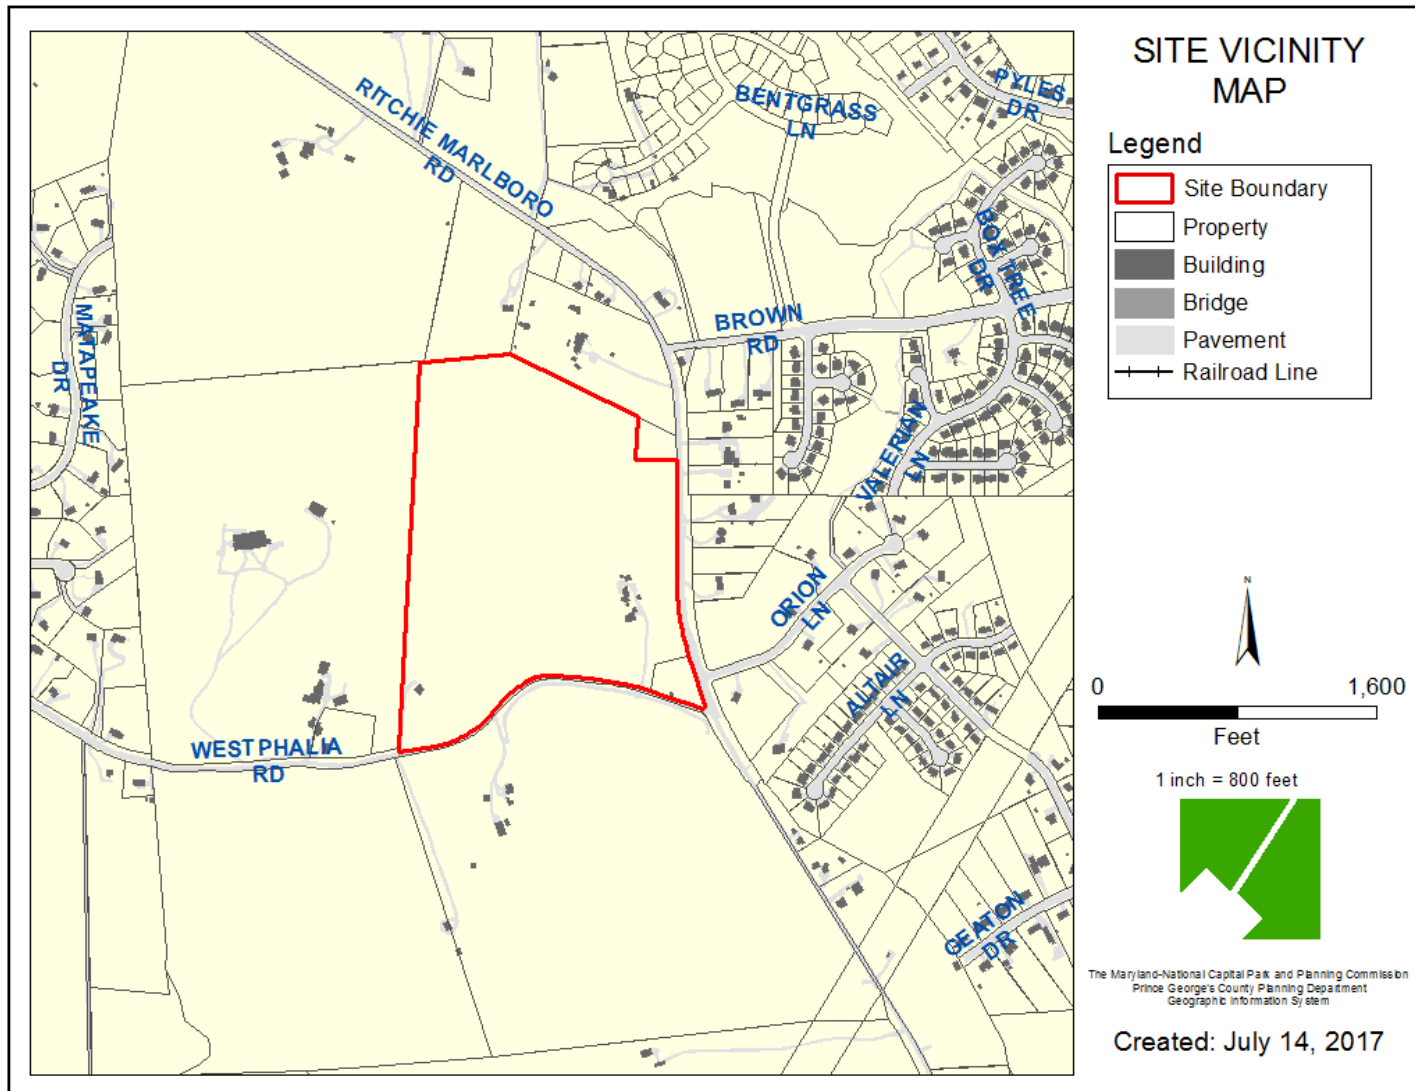 SITE VICINITY
MAP
Legend
Site Boundary
Property
Building
Bridge
Pavement
Railroad Line
RITCHIE MARLBORO
RD
BENTGRASS
LN
PYLES
DR
BOX TREE
DR
BROWN
RD
MATAPEAKE
DR
VALERIAN
LN
ORION
LN
ALTAIR
LN
WESTPHALIA
RD
GEATON
DR
N
0 1,600
Feet
1 inch = 800 feet
The Maryland-National Capital Park and Planning Commission
Prince George's County Planning Department
Geographic Information System
Created: July 14, 2017